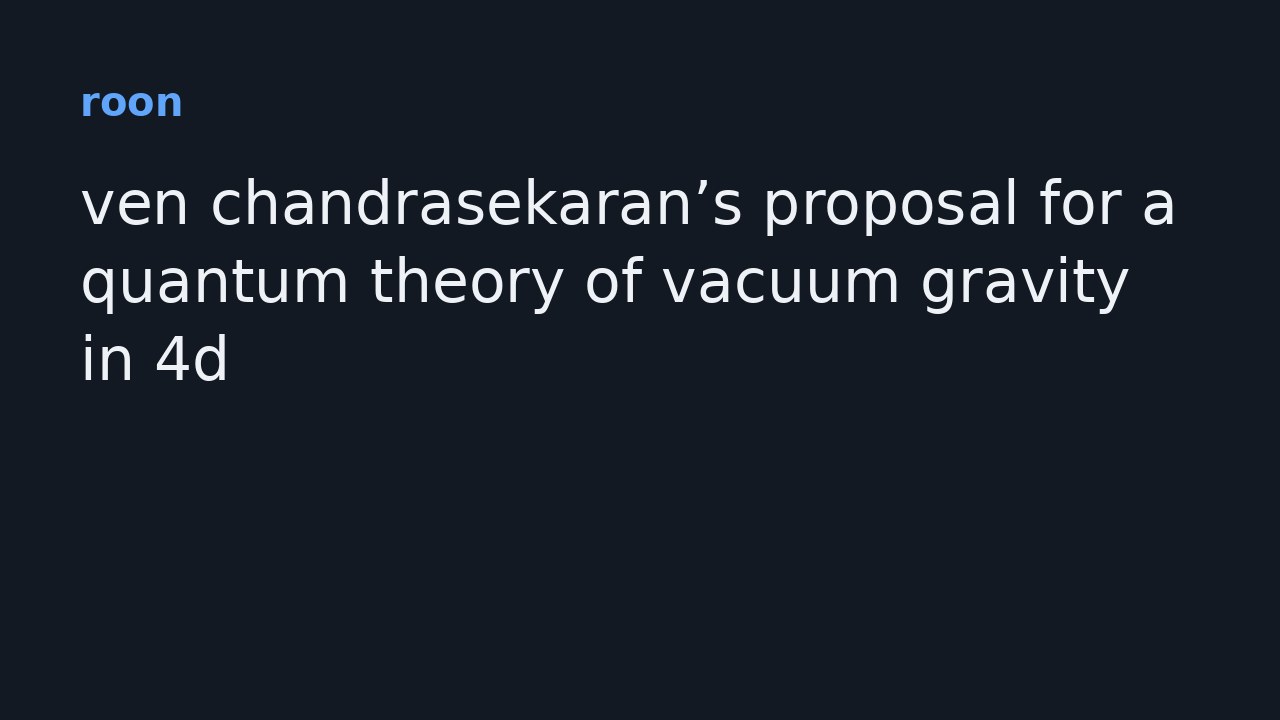 roon
ven chandrasekaran’s proposal for a
quantum theory of vacuum gravity
in 4d